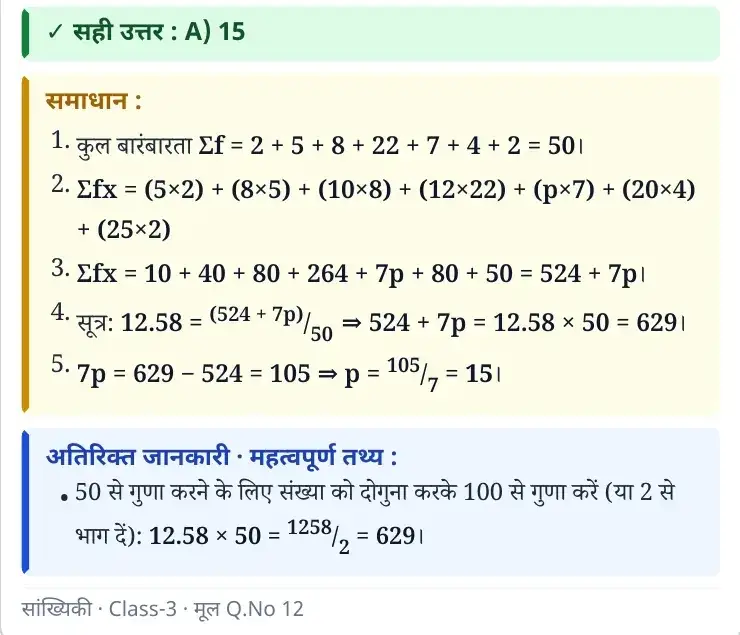 ✓ सही उत्तर : A) 15
समाधान :
1. कुल बारंबारता Σf = 2 + 5 + 8 + 22 + 7 + 4 + 2 = 50।
2. Σfx = (5×2) + (8×5) + (10×8) + (12×22) + (p×7) + (20×4)
+ (25×2)
3. Σfx = 10 + 40 + 80 + 264 + 7p + 80 + 50 = 524 + 7p।
4. सूत्र: 12.58 = (524 + 7p)/50 ⇒ 524 + 7p = 12.58 × 50 = 629।
5. 7p = 629 − 524 = 105 ⇒ p = 105/7 = 15।
अतिरिक्त जानकारी · महत्वपूर्ण तथ्य :
• 50 से गुणा करने के लिए संख्या को दोगुना करके 100 से गुणा करें (या 2 से
भाग दें): 12.58 × 50 = 1258/2 = 629।
सांख्यिकी · Class-3 · मूल Q.No 12